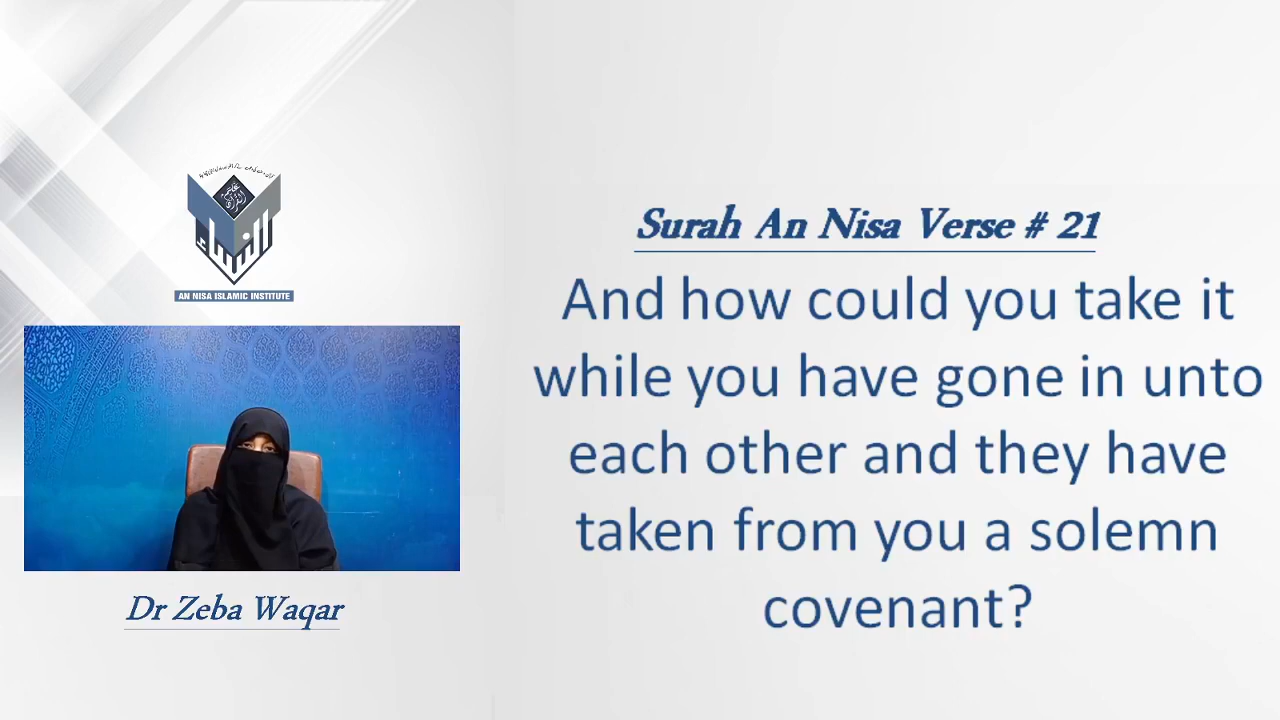 AN NISA ISLAMIC INSTITUTE
Dr Zeba Waqar
Surah An Nisa Verse # 21
And how could you take it
while you have gone in unto
each other and they have
taken from you a solemn
covenant?